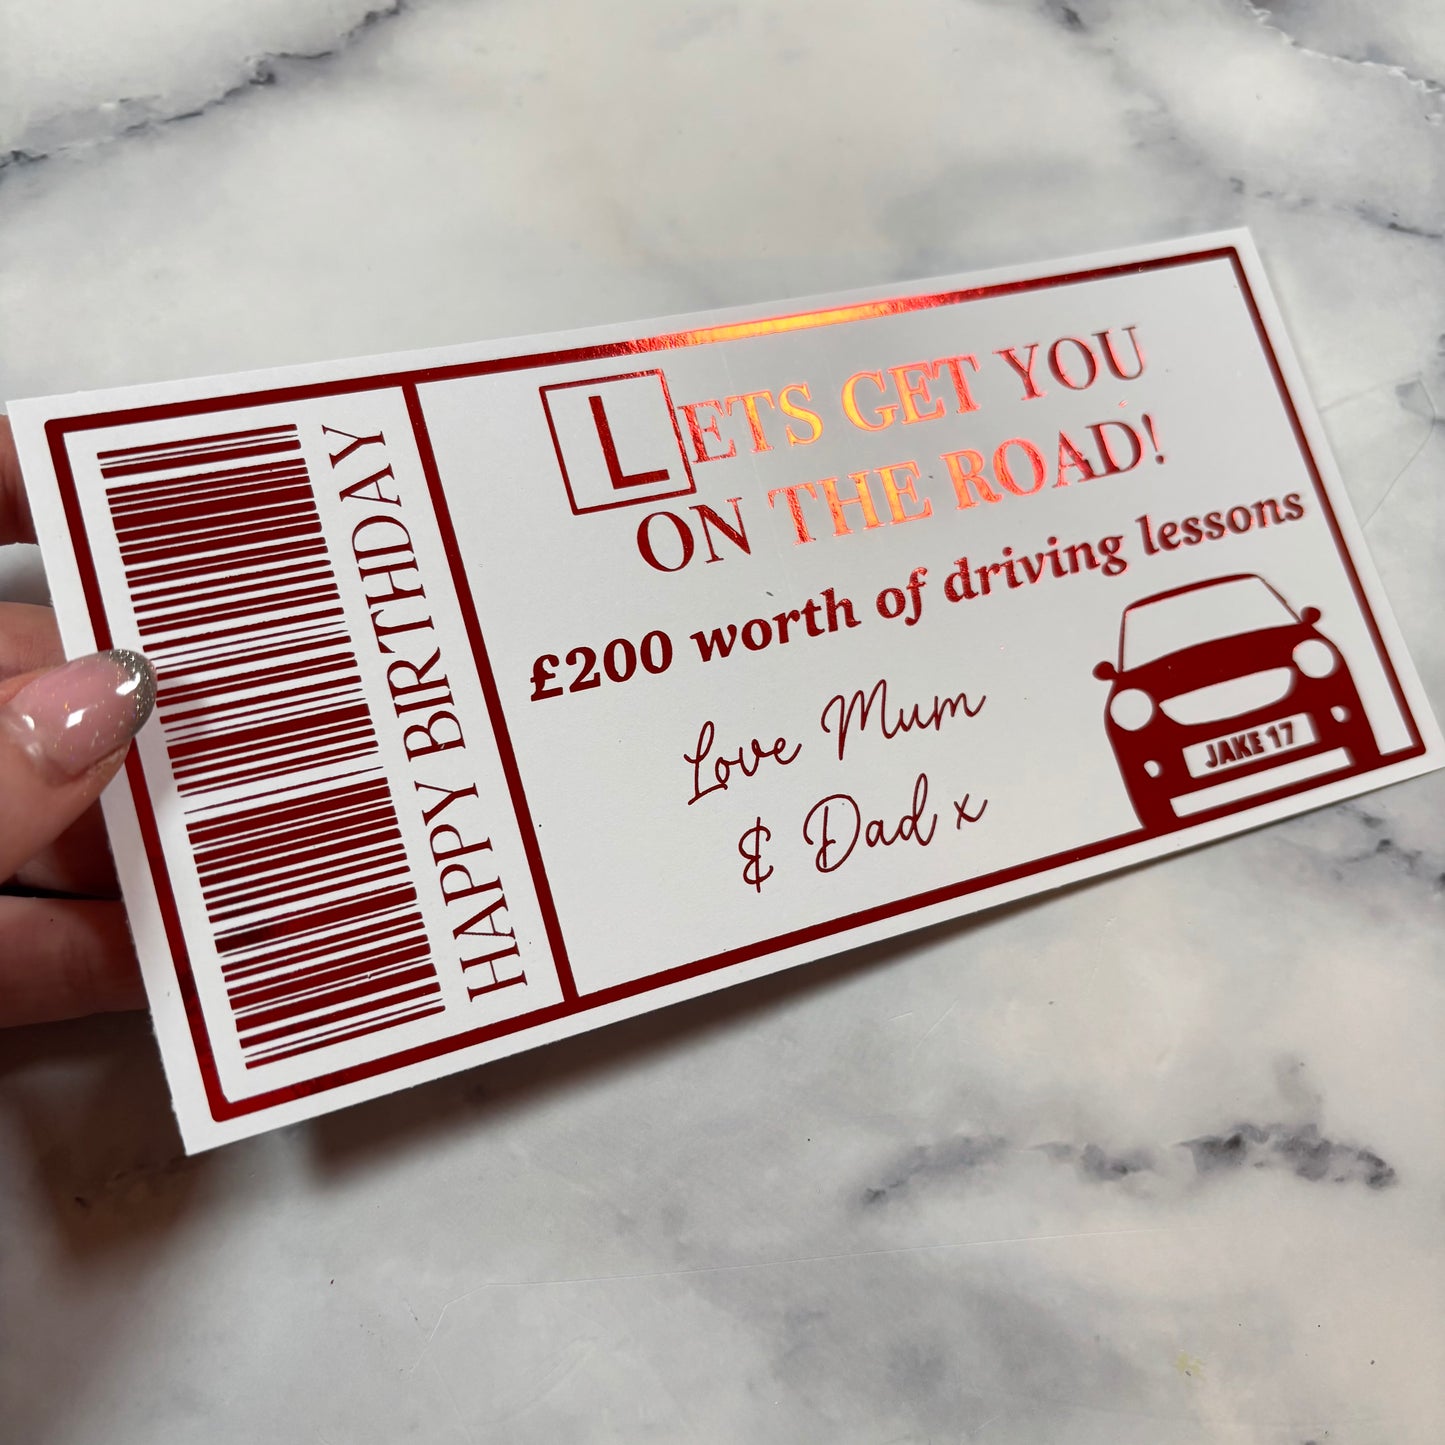 HAPPY BIRTHDAY
LETS GET YOU
ON THE ROAD!
£200 worth of driving lessons
Love Mum
& Dad x
JAKE 17